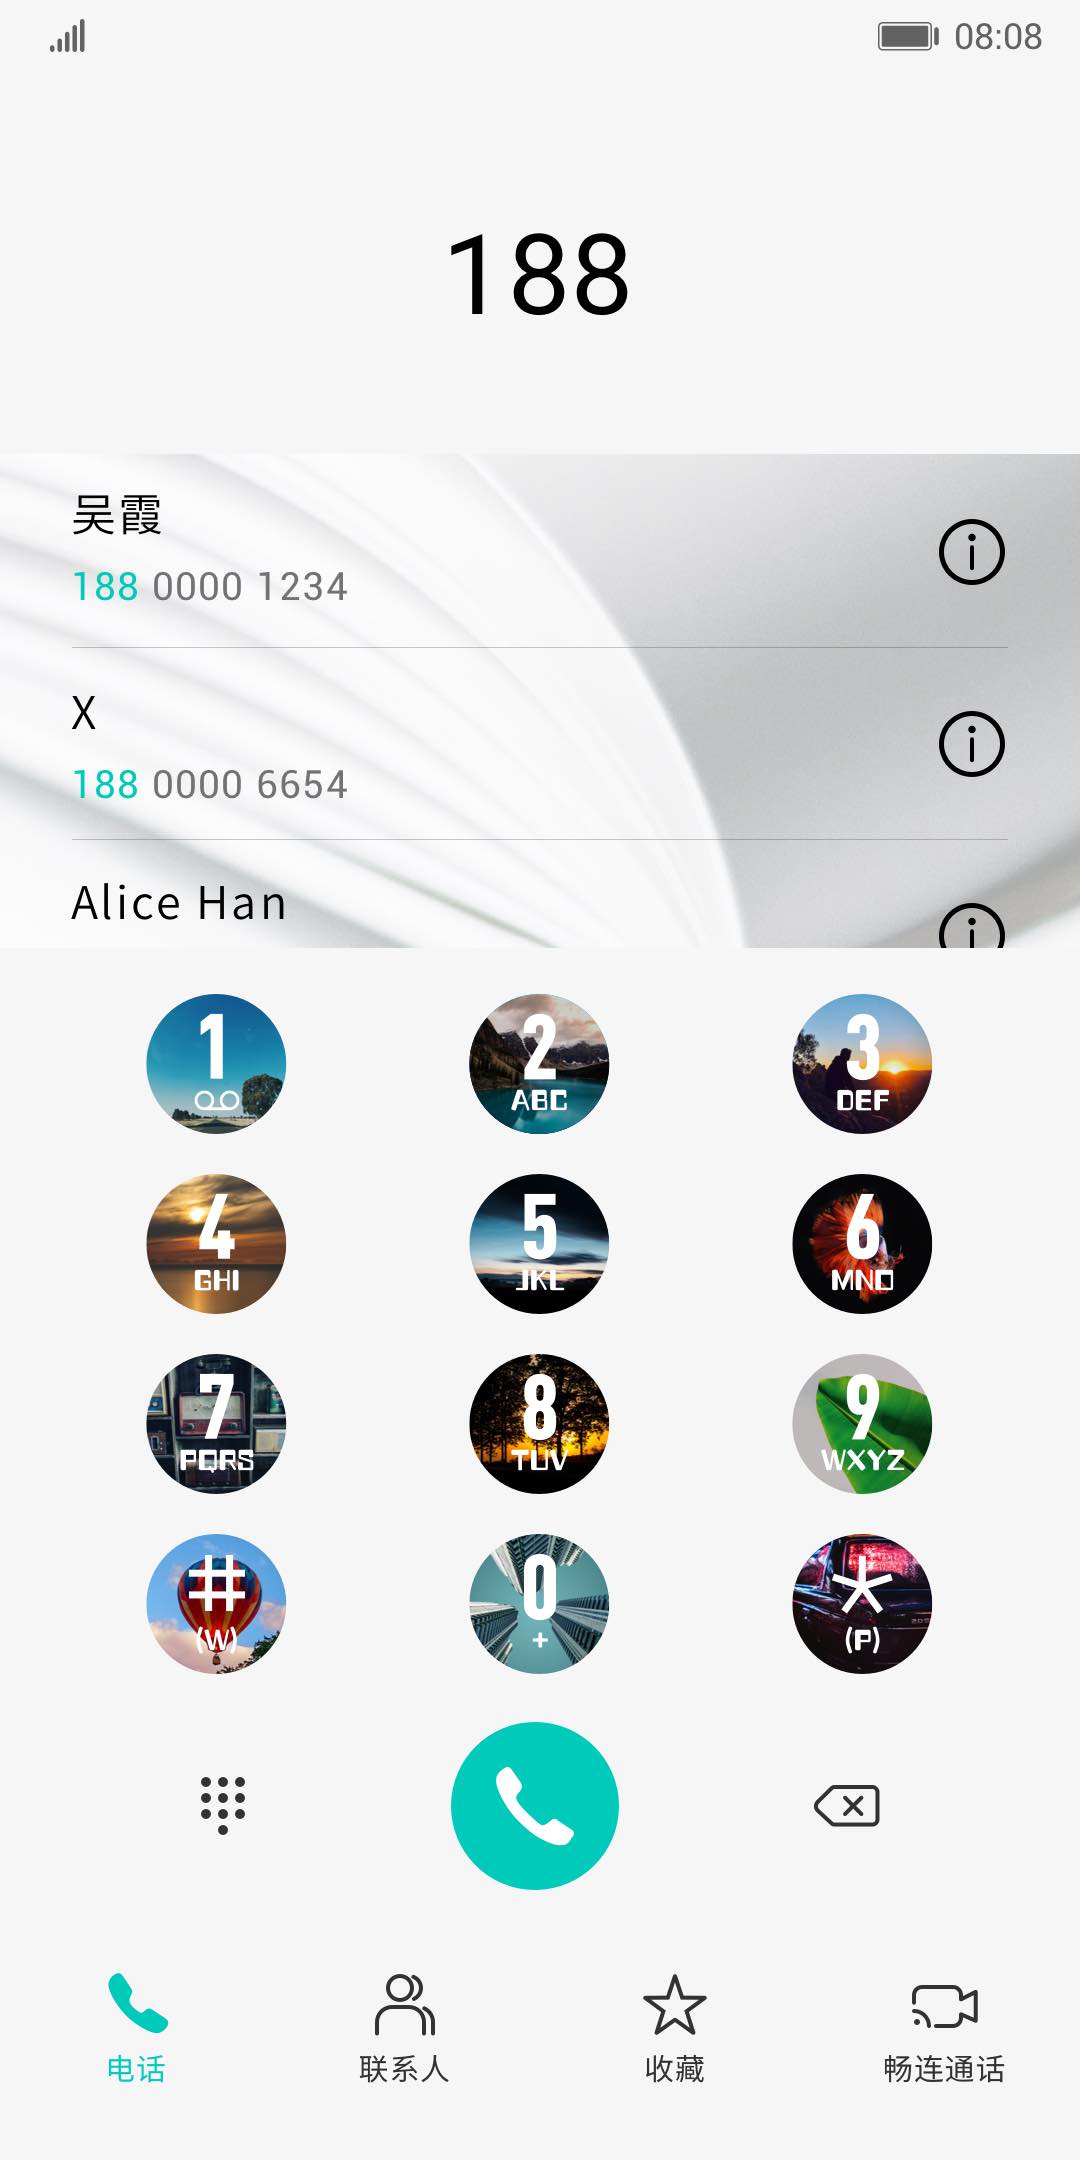 08:08
188
吴霞
188 0000 1234
X
188 0000 6654
Alice Han
1 2 3
ABC DEF
4 5 6
GHI JKL MNO
7 8 9
PQRS TUV WXYZ
# 0 *
(W) + (P)
电话 联系人 收藏 畅连通话